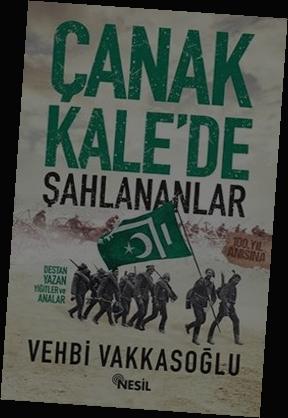 ÇANAK
KALE'DE
ŞAHLANANLAR
100. YIL
ANISINA
DESTAN
YAZAN
YİĞİTLER ve
ANALAR
VEHBİ VAKKASOĞLU
NESİL